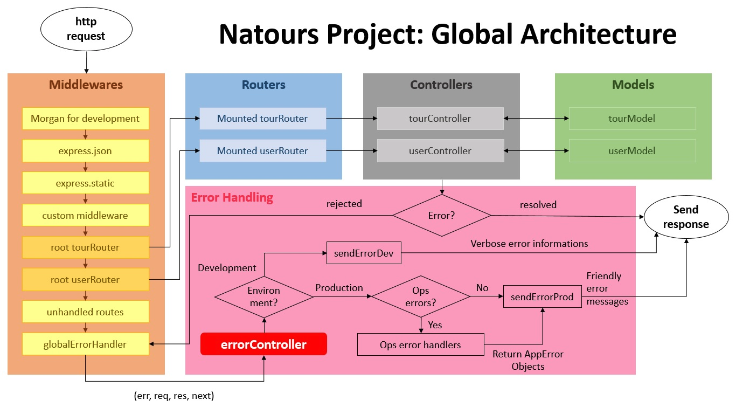 http
request
Natours Project: Global Architecture
Middlewares
Routers
Controllers
Models
Morgan for development
Mounted tourRouter
tourController
tourModel
express.json
Mounted userRouter
userController
userModel
express.static
custom middleware
root tourRouter
root userRouter
unhandled routes
globalErrorHandler
Error Handling
rejected
Error?
resolved
Send
response
sendErrorDev
Verbose error informations
Development
Environ
ment?
Production
Ops
errors?
No
sendErrorProd
Friendly
error
messages
Yes
errorController
Ops error handlers
Return AppError
Objects
(err, req, res, next)